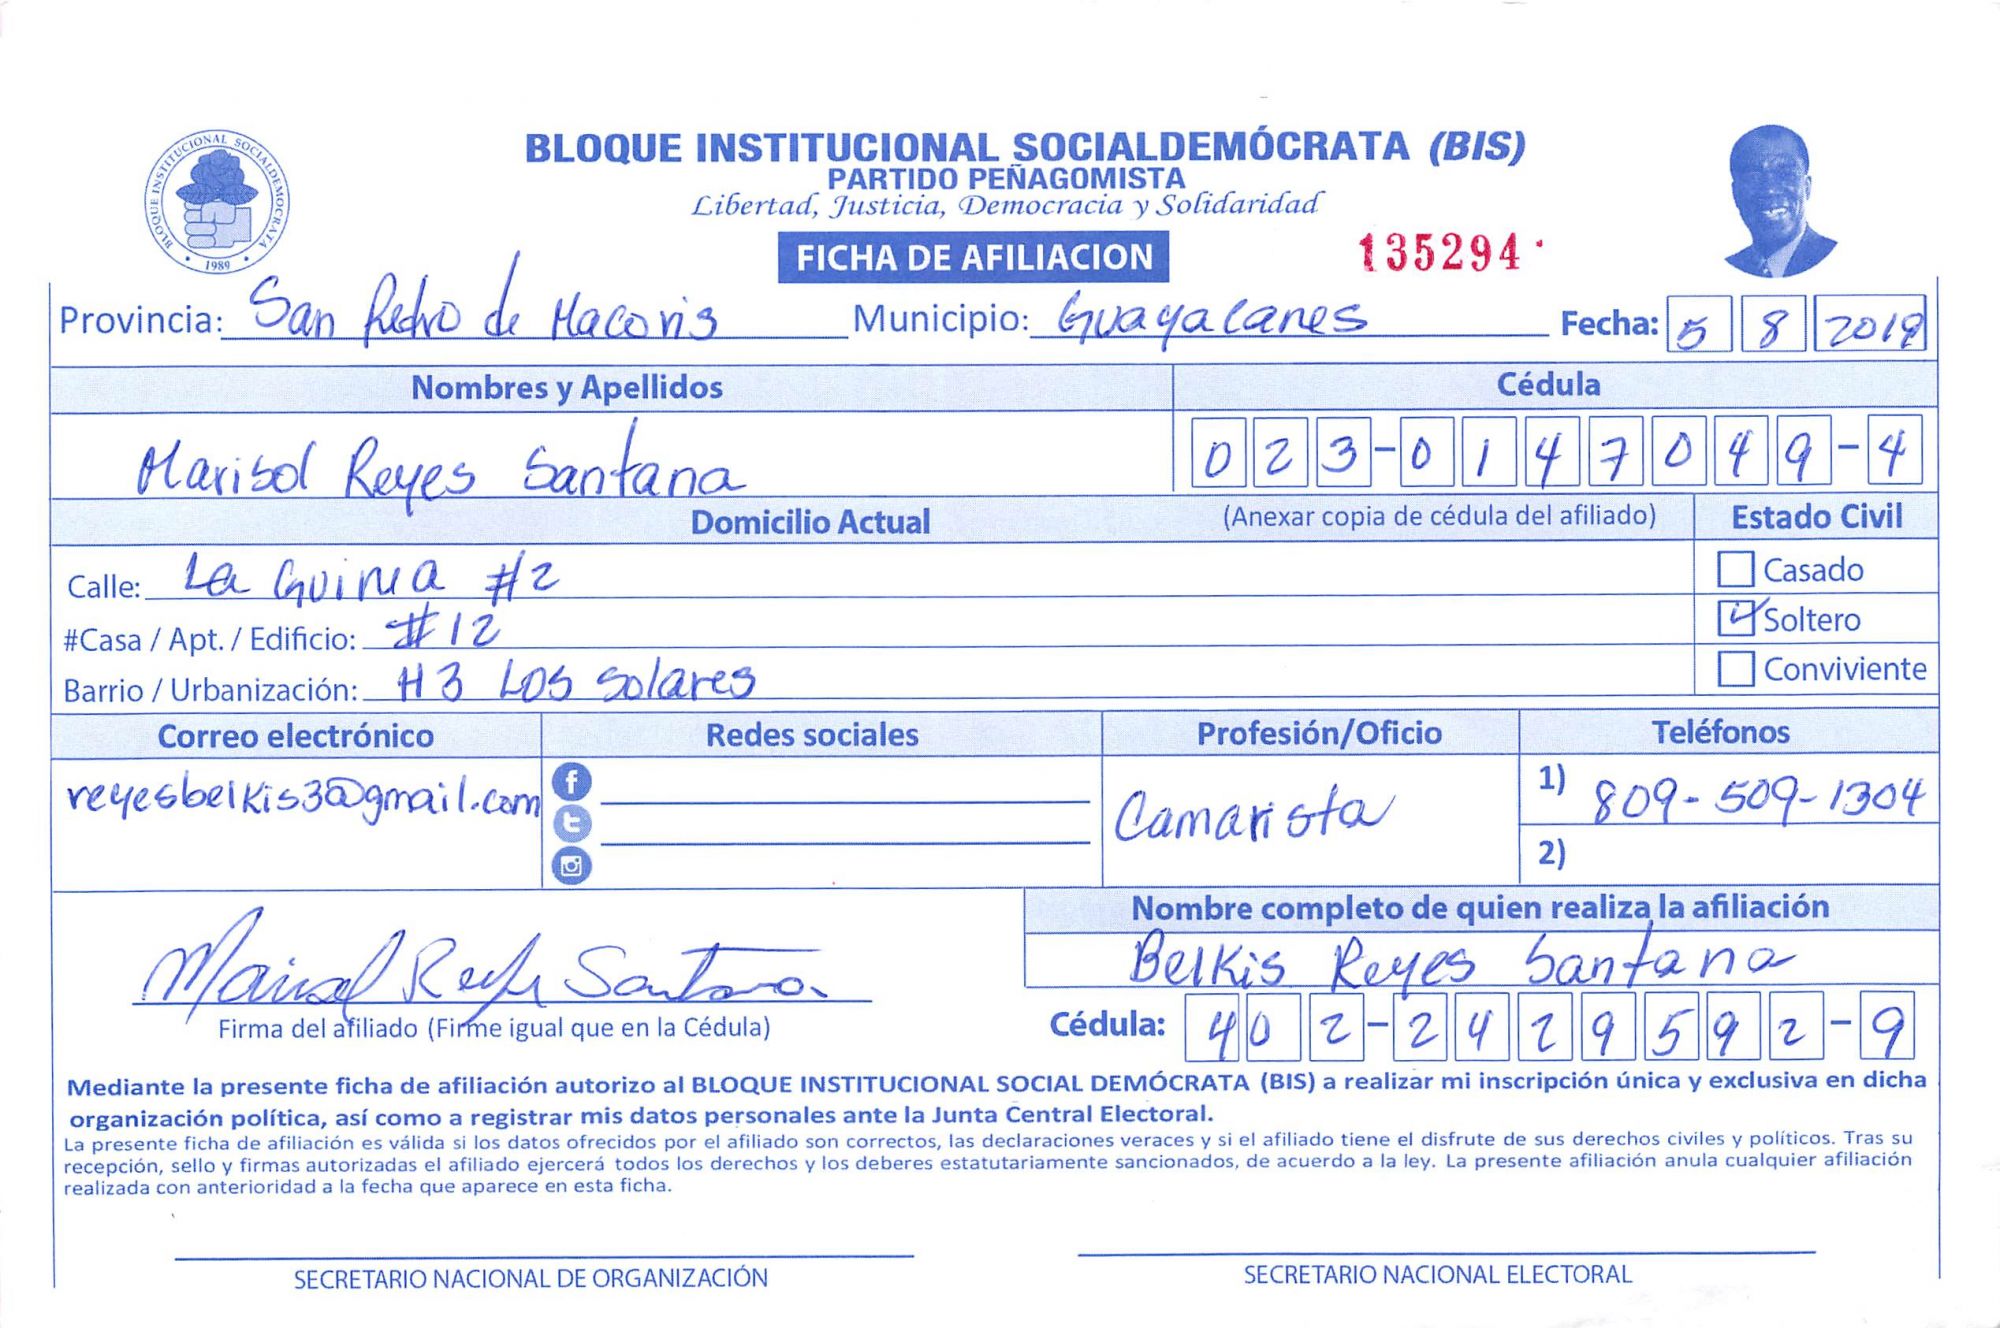 BLOQUE INSTITUCIONAL SOCIALDEMÓCRATA (BIS)
PARTIDO PEÑAGOMISTA
Libertad, Justicia, Democracia y Solidaridad
BLOQUE INSTITUCIONAL SOCIALDEMOCRATA
1989
FICHA DE AFILIACION
135294
Provincia: San Pedro de Macoris Municipio: Guayacanes Fecha: 5 8 2019
Nombres y Apellidos Cédula
Marisol Reyes Santana 023-0147049-4
Domicilio Actual (Anexar copia de cédula del afiliado) Estado Civil
Calle: La Guinea #2 Casado
#Casa / Apt. / Edificio: #12 Soltero
Barrio / Urbanización: H3 Los Solares Conviviente
Correo electrónico Redes sociales Profesión/Oficio Teléfonos
reyesbelkis3@gmail.com Camarista 1) 809-509-1304
2)
Nombre completo de quien realiza la afiliación
Belkis Reyes Santana
Marisol Reyes Santana
Firma del afiliado (Firme igual que en la Cédula) Cédula: 402-2429592-9
Mediante la presente ficha de afiliación autorizo al BLOQUE INSTITUCIONAL SOCIAL DEMÓCRATA (BIS) a realizar mi inscripción única y exclusiva en dicha
organización política, así como a registrar mis datos personales ante la Junta Central Electoral.
La presente ficha de afiliación es válida si los datos ofrecidos por el afiliado son correctos, las declaraciones veraces y si el afiliado tiene el disfrute de sus derechos civiles y políticos. Tras su
recepción, sello y firmas autorizadas el afiliado ejercerá todos los derechos y los deberes estatutariamente sancionados, de acuerdo a la ley. La presente afiliación anula cualquier afiliación
realizada con anterioridad a la fecha que aparece en esta ficha.
SECRETARIO NACIONAL DE ORGANIZACIÓN SECRETARIO NACIONAL ELECTORAL